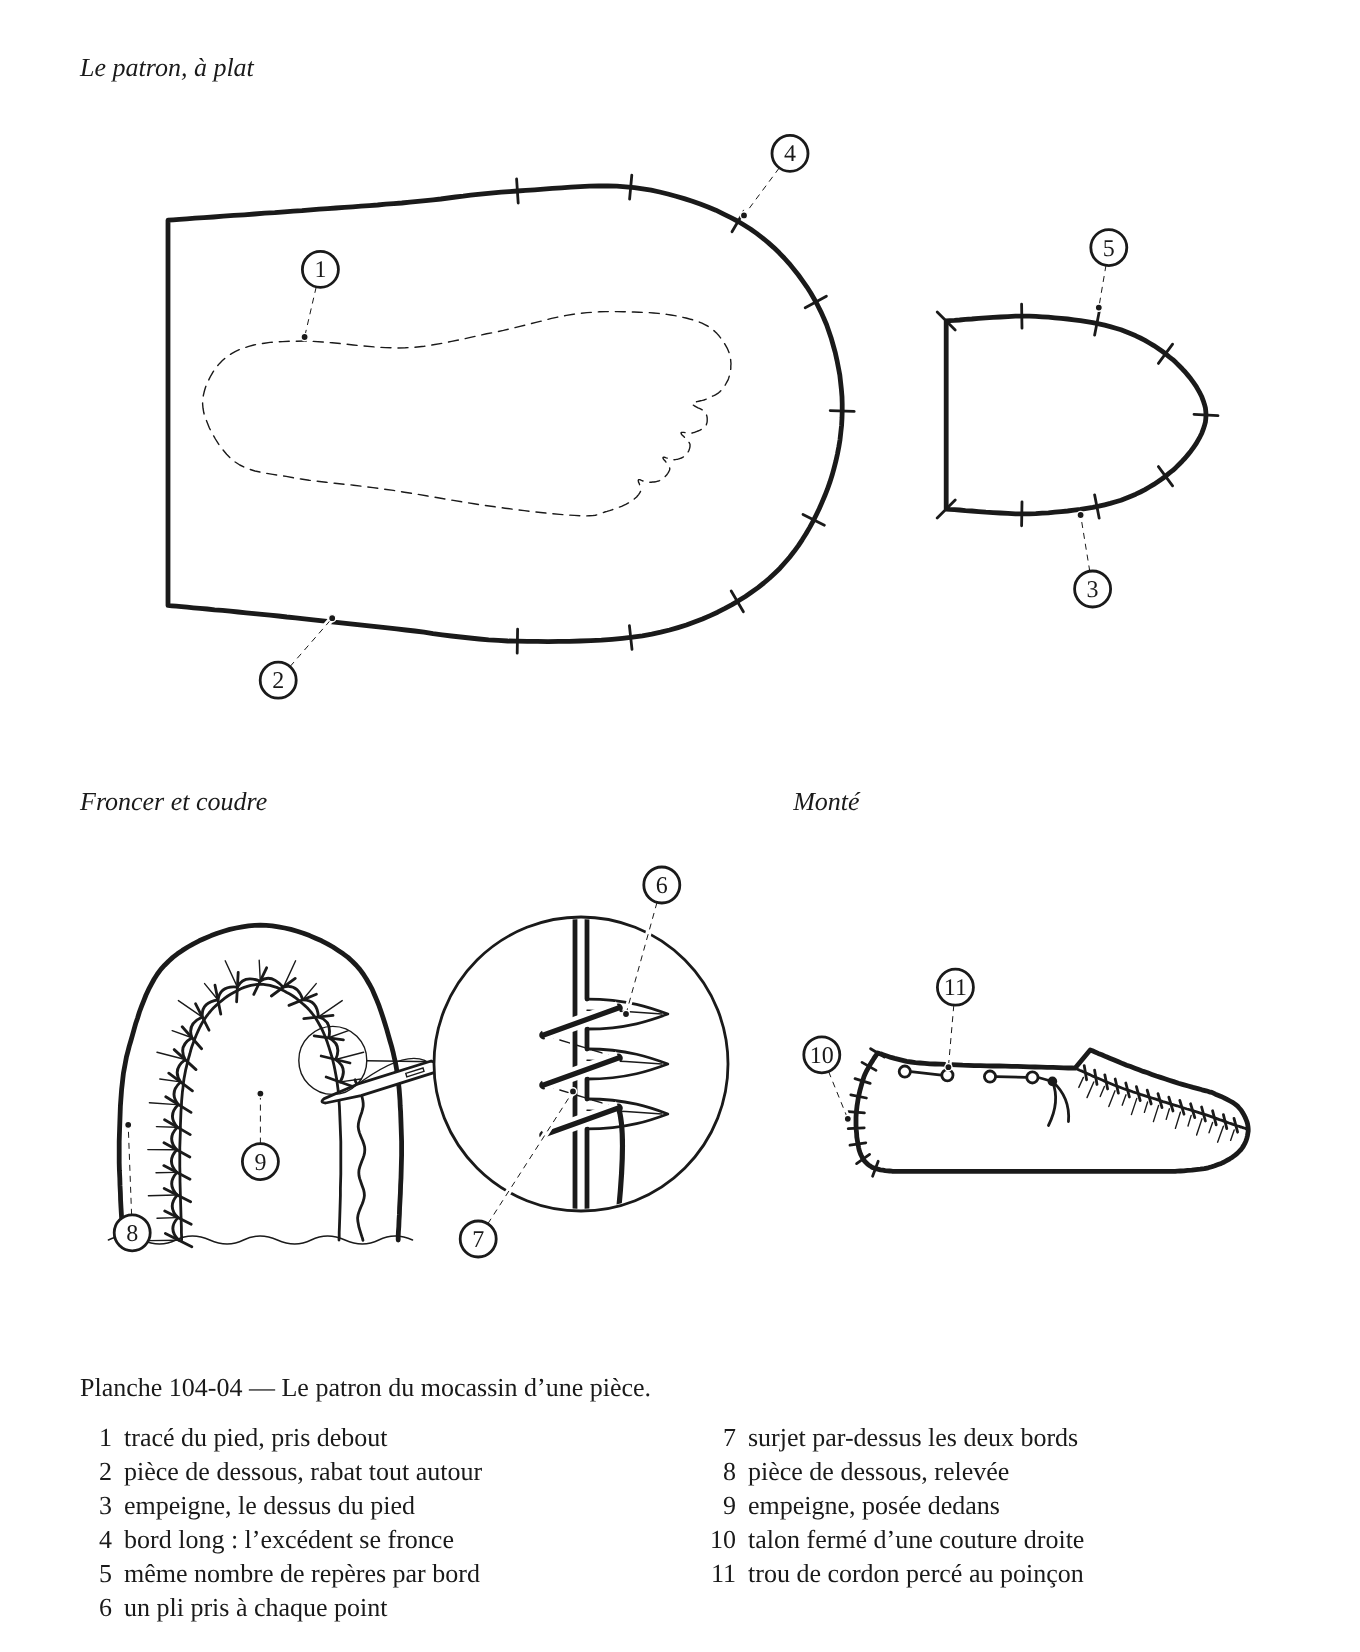 Le patron, à plat
4
5
1
3
2
Froncer et coudre
Monté
6
11
10
9
8
7
Planche 104-04 — Le patron du mocassin d’une pièce.
1 tracé du pied, pris debout
2 pièce de dessous, rabat tout autour
3 empeigne, le dessus du pied
4 bord long : l’excédent se fronce
5 même nombre de repères par bord
6 un pli pris à chaque point
7 surjet par-dessus les deux bords
8 pièce de dessous, relevée
9 empeigne, posée dedans
10 talon fermé d’une couture droite
11 trou de cordon percé au poinçon